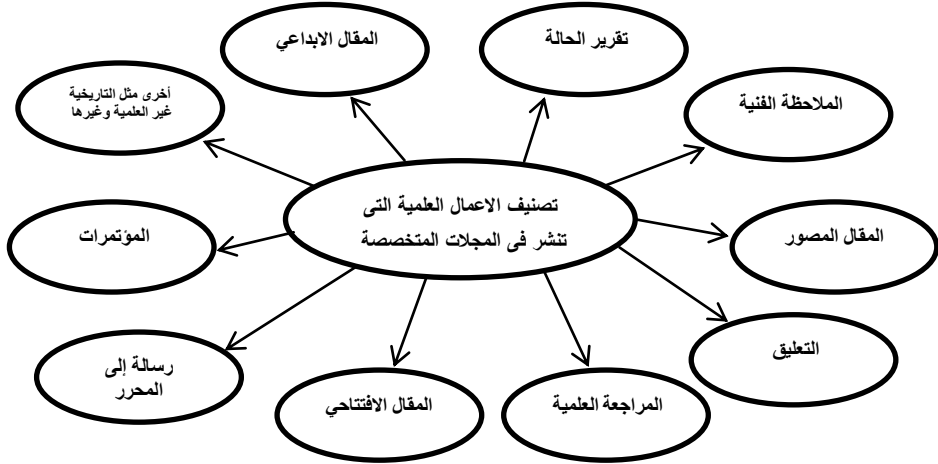 تقرير الحالة
المقال الابداعي
الملاحظة الفنية
أخرى مثل التاريخية
غير العلمية وغيرها
تصنيف الاعمال العلمية التى
تنشر فى المجلات المتخصصة
المقال المصور
المؤتمرات
التعليق
رسالة إلى
المحرر
المراجعة العلمية
المقال الافتتاحي